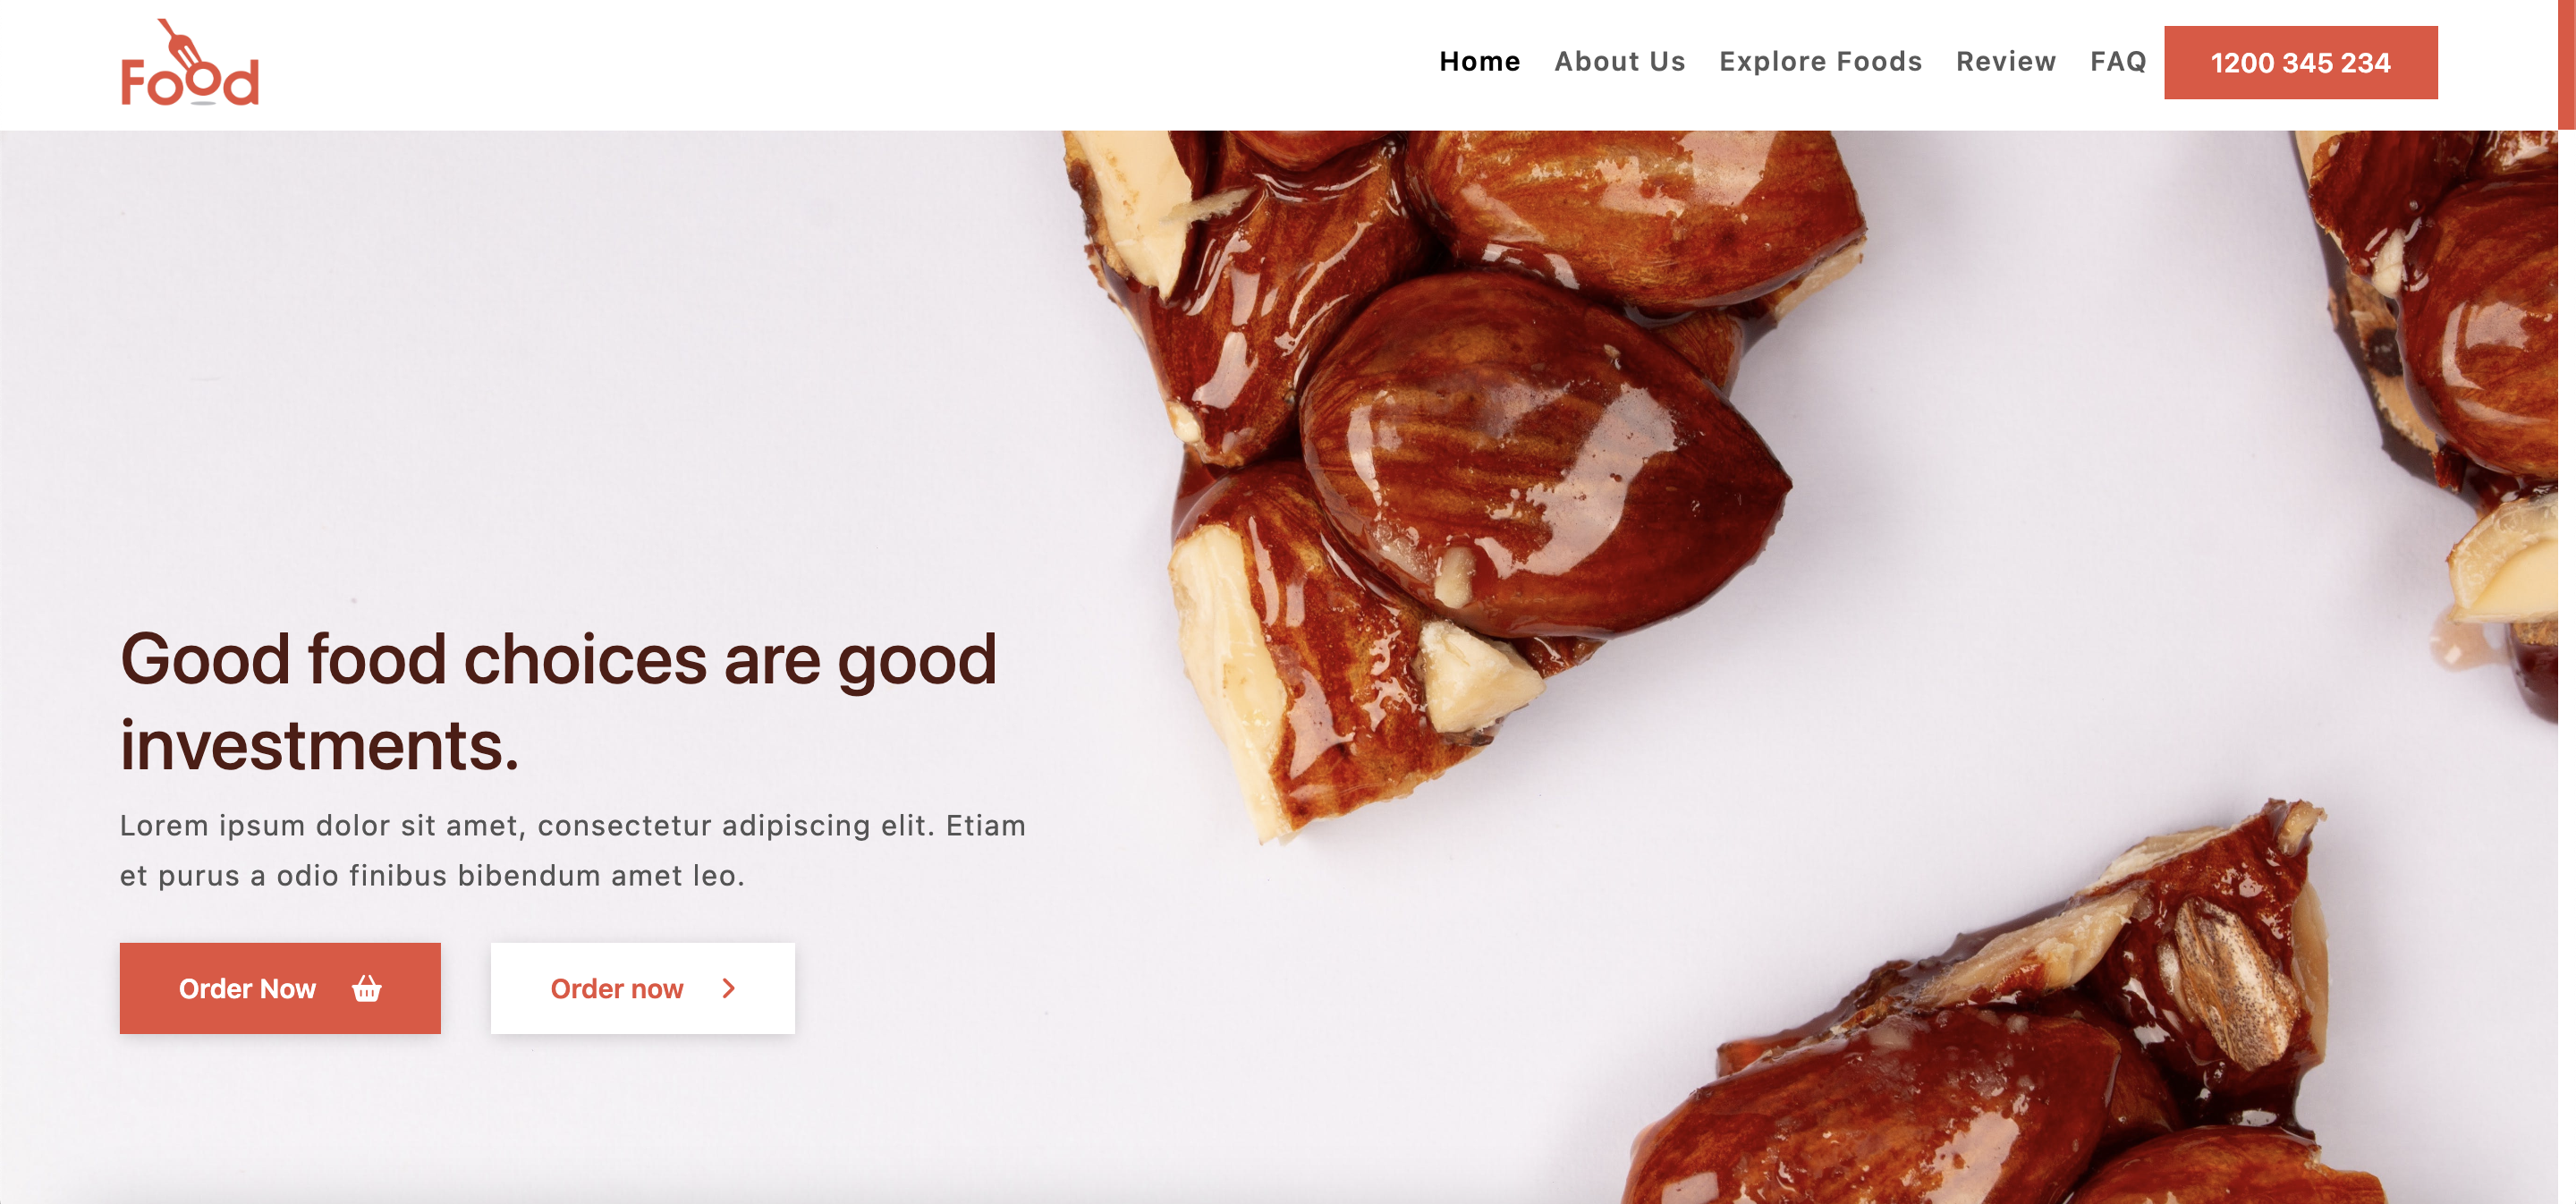 Food
Home About Us Explore Foods Review FAQ 1200 345 234
Good food choices are good
investments.
Lorem ipsum dolor sit amet, consectetur adipiscing elit. Etiam
et purus a odio finibus bibendum amet leo.
Order Now Order now